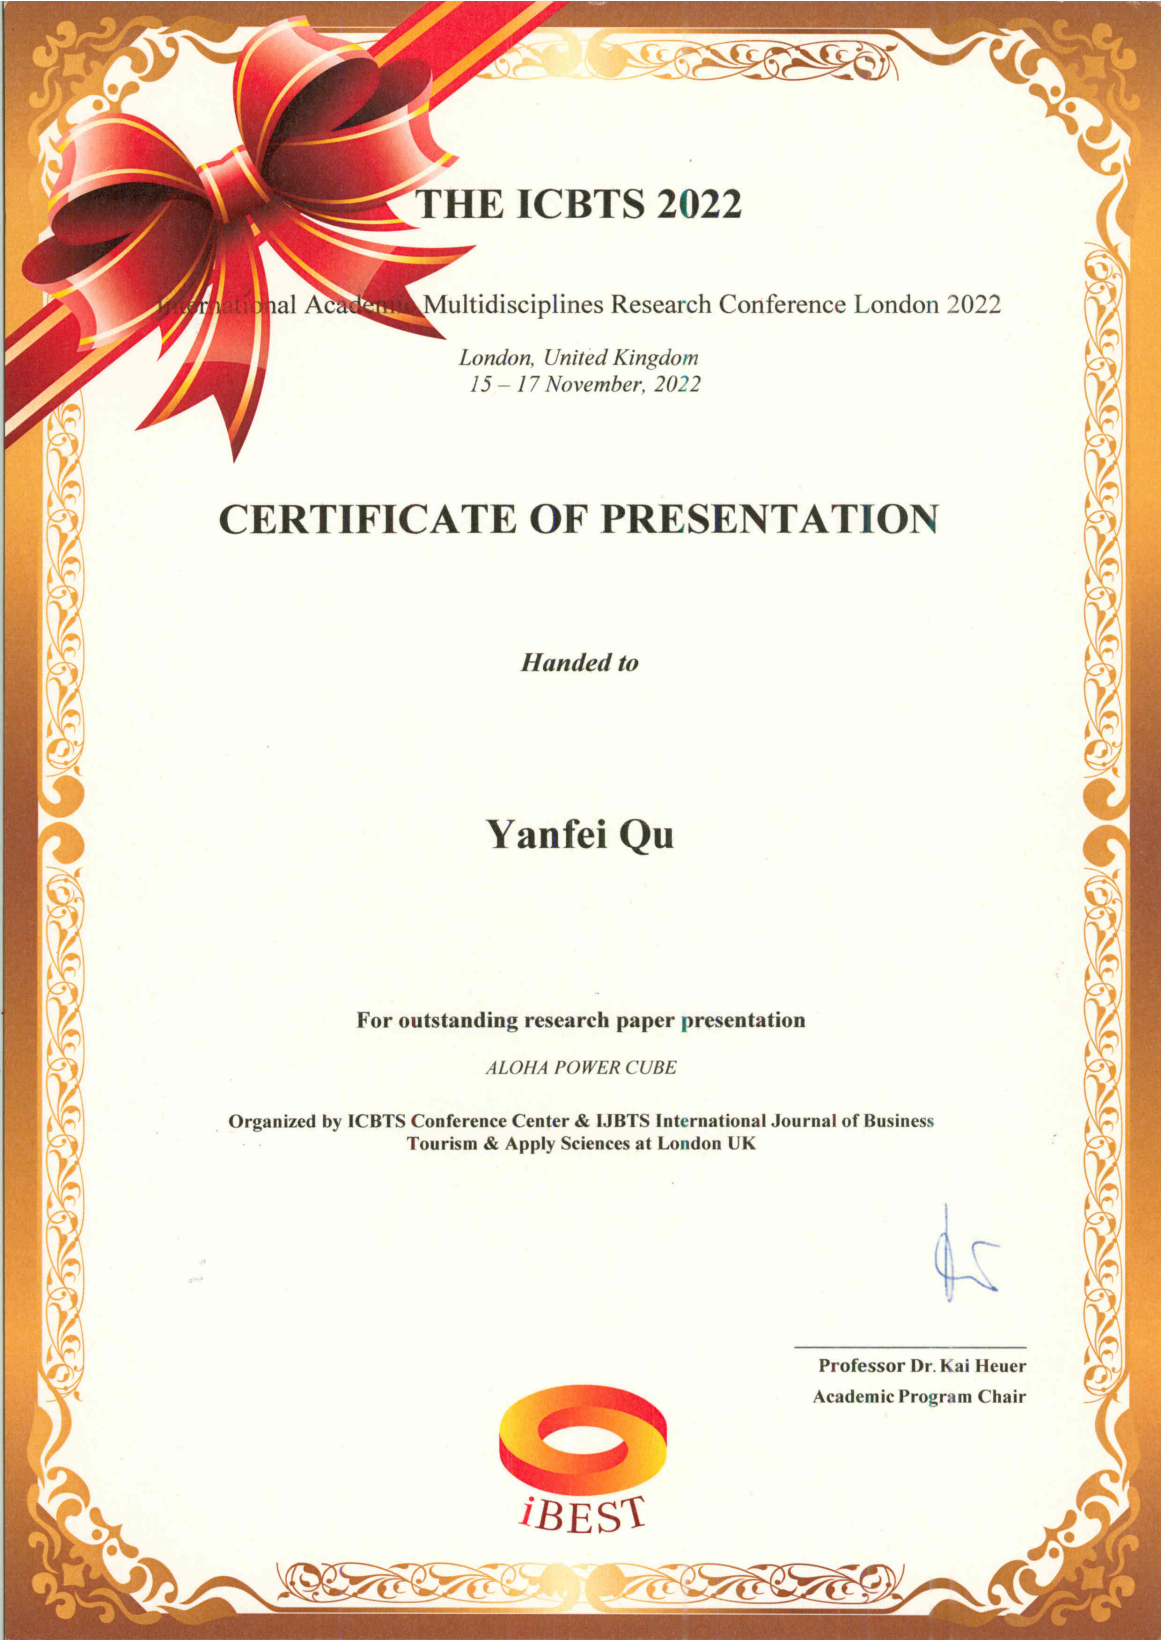 THE ICBTS 2022
International Academic Multidisciplines Research Conference London 2022
London, United Kingdom
15 – 17 November, 2022
CERTIFICATE OF PRESENTATION
Handed to
Yanfei Qu
For outstanding research paper presentation
ALOHA POWER CUBE
Organized by ICBTS Conference Center & IJBTS International Journal of Business
Tourism & Apply Sciences at London UK
Professor Dr. Kai Heuer
Academic Program Chair
iBEST